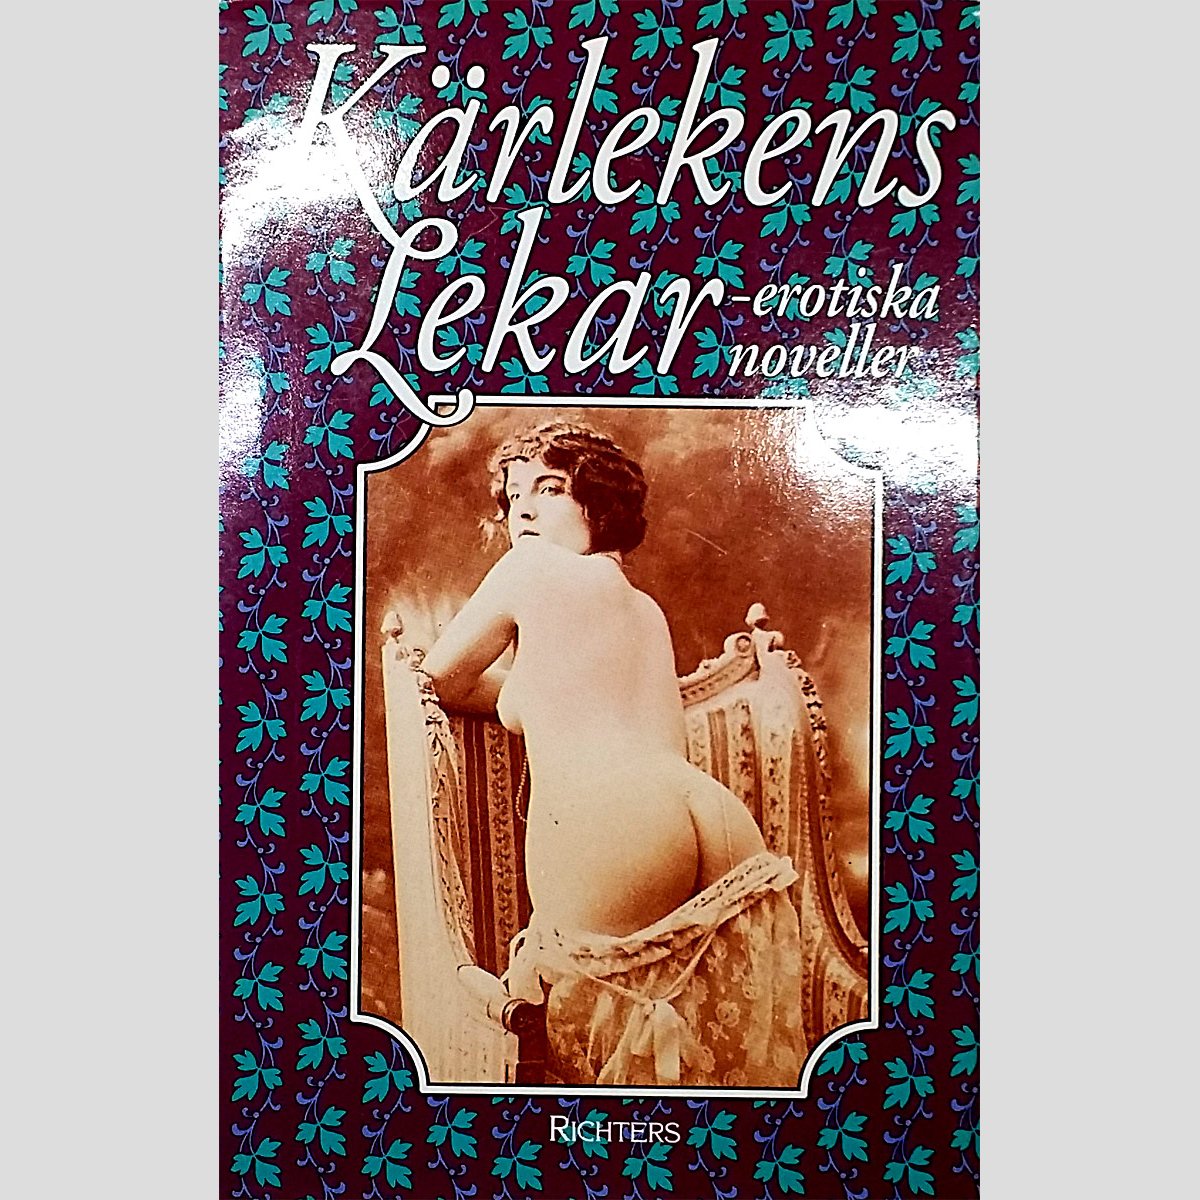 Kärlekens
Lekar
-erotiska
noveller
RICHTERS